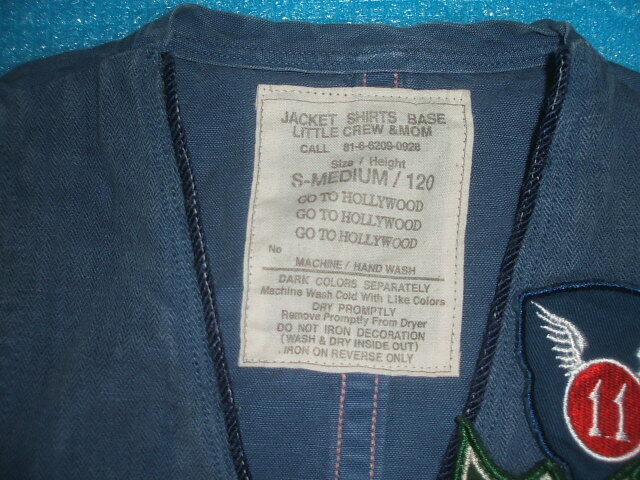 JACKET SHIRTS BASE
LITTLE CREW &MOM
CALL 81-6-6209-0928
Size / Height
S-MEDIUM / 120
GO TO HOLLYWOOD
GO TO HOLLYWOOD
GO TO HOLLYWOOD
No
MACHINE / HAND WASH
DARK COLORS SEPARATELY
Machine Wash Cold With Like Colors
DRY PROMPTLY
Remove Promptly From Dryer
DO NOT IRON DECORATION
(WASH & DRY INSIDE OUT)
IRON ON REVERSE ONLY
11